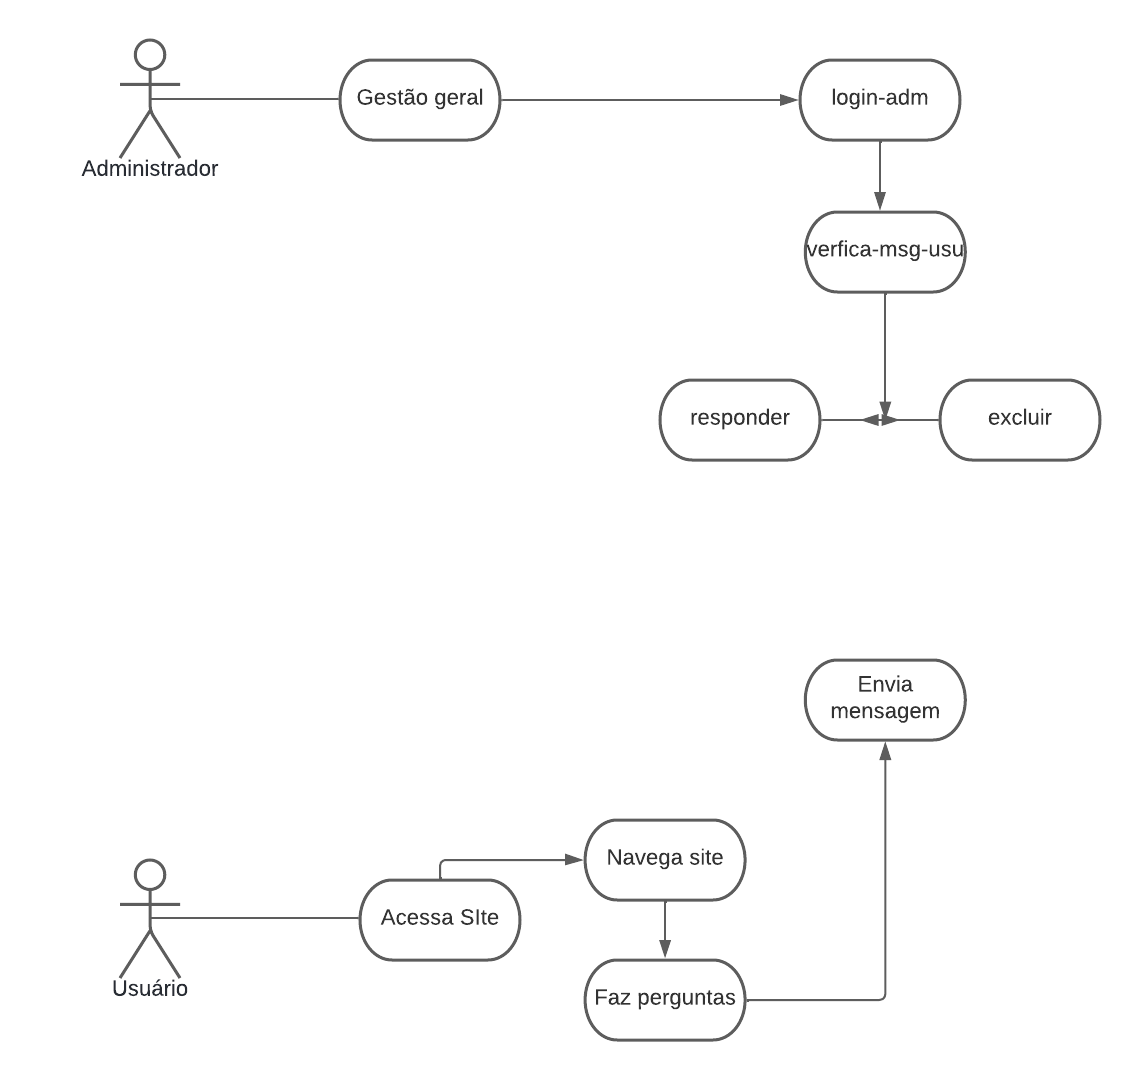 Gestão geral
login-adm
Administrador
verfica-msg-usu
responder
excluir
Envia
mensagem
Navega site
Acessa SIte
Usuário
Faz perguntas